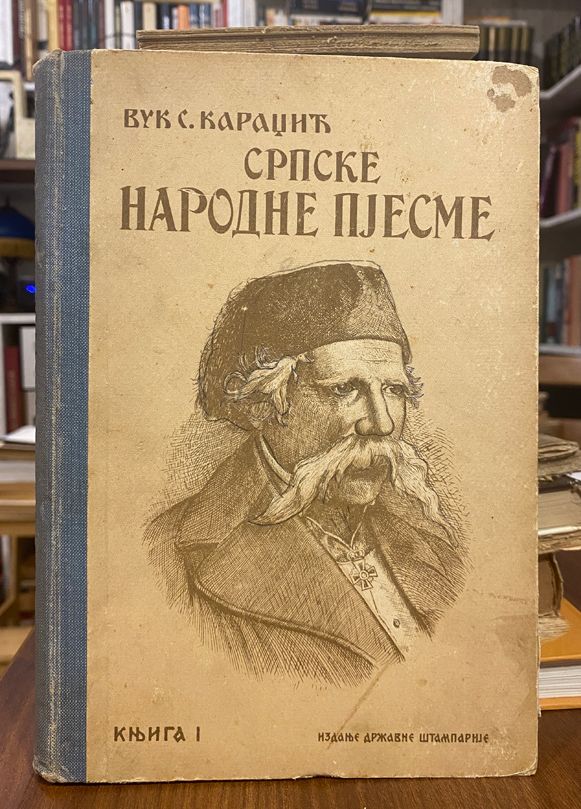 ВУК С. КАРАЏИЋ
СРПСКЕ
НАРОДНЕ ПЈЕСМЕ
КЊИГА I
ИЗДАЊЕ ДРЖАВНЕ ШТАМПАРИЈЕ